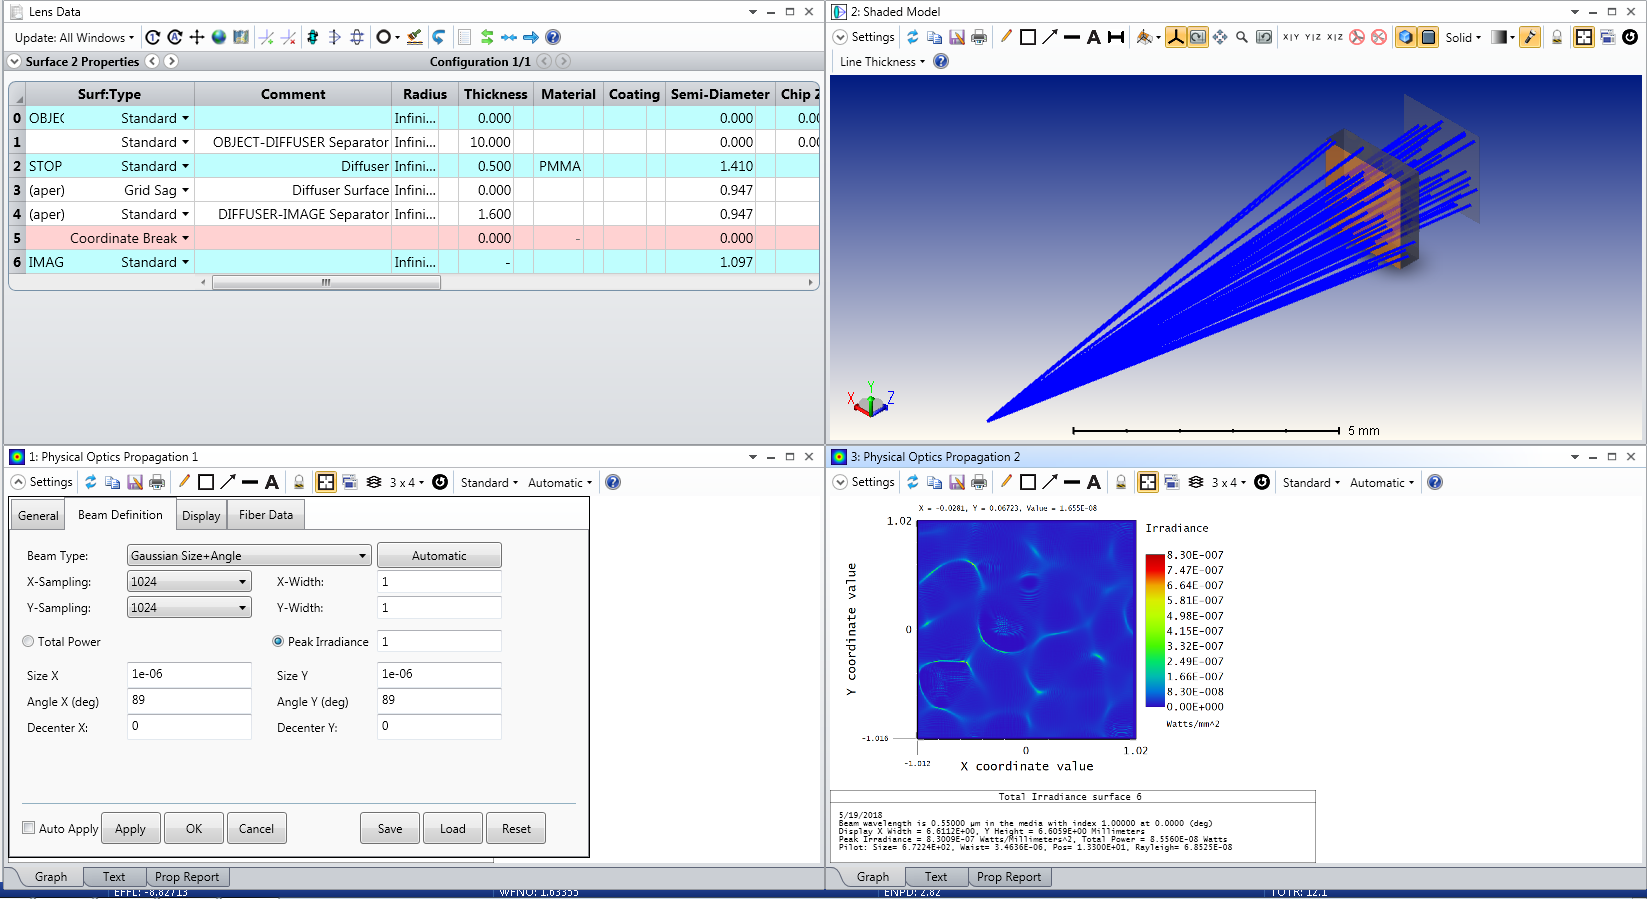 Lens Data
Update: All Windows
Surface 2 Properties
Configuration 1/1
Surf:Type Comment Radius Thickness Material Coating Semi-Diameter Chip Z
0 OBJEC Standard Infini... 0.000 0.000 0.00
1 Standard OBJECT-DIFFUSER Separator Infini... 10.000 0.000 0.00
2 STOP Standard Diffuser Infini... 0.500 PMMA 1.410
3 (aper) Grid Sag Diffuser Surface Infini... 0.000 0.947
4 (aper) Standard DIFFUSER-IMAGE Separator Infini... 1.600 0.947
5 Coordinate Break 0.000 - 0.000
6 IMAG Standard Infini... - 1.097
2: Shaded Model
Settings
A
X|Y Y|Z X|Z
Solid
Line Thickness
X
Y
Z
5 mm
1: Physical Optics Propagation 1
Settings
A
3 x 4
Standard
Automatic
General
Beam Definition
Display
Fiber Data
Beam Type: Gaussian Size+Angle Automatic
X-Sampling: 1024 X-Width: 1
Y-Sampling: 1024 Y-Width: 1
Total Power Peak Irradiance 1
Size X 1e-06 Size Y 1e-06
Angle X (deg) 89 Angle Y (deg) 89
Decenter X: 0 Decenter Y: 0
Auto Apply Apply OK Cancel Save Load Reset
Graph Text Prop Report
3: Physical Optics Propagation 2
Settings
A
3 x 4
Standard
Automatic
X = -0.0281, Y = 0.06723, Value = 1.655E-08
1.02
0
-1.016
Y coordinate value
-1.012
0
1.02
X coordinate value
Irradiance
8.30E-007
7.47E-007
6.64E-007
5.81E-007
4.98E-007
4.15E-007
3.32E-007
2.49E-007
1.66E-007
8.30E-008
0.00E+000
Watts/mm^2
Total Irradiance surface 6
5/19/2018
Beam wavelength is 0.55000 µm in the media with index 1.00000 at 0.0000 (deg)
Display X Width = 6.6112E+00, Y Height = 6.6059E+00 Millimeters
Peak Irradiance = 8.3009E-07 Watts/Millimeters^2, Total Power = 8.5560E-08 Watts
Pilot: Size= 6.7224E+02, Waist= 3.4636E-06, Pos= 1.3300E+01, Rayleigh= 6.8525E-08
Graph Text Prop Report
EFFL: -8.82713 WFNO: 1.63355 ENPD: 2.82 TOTR: 12.1